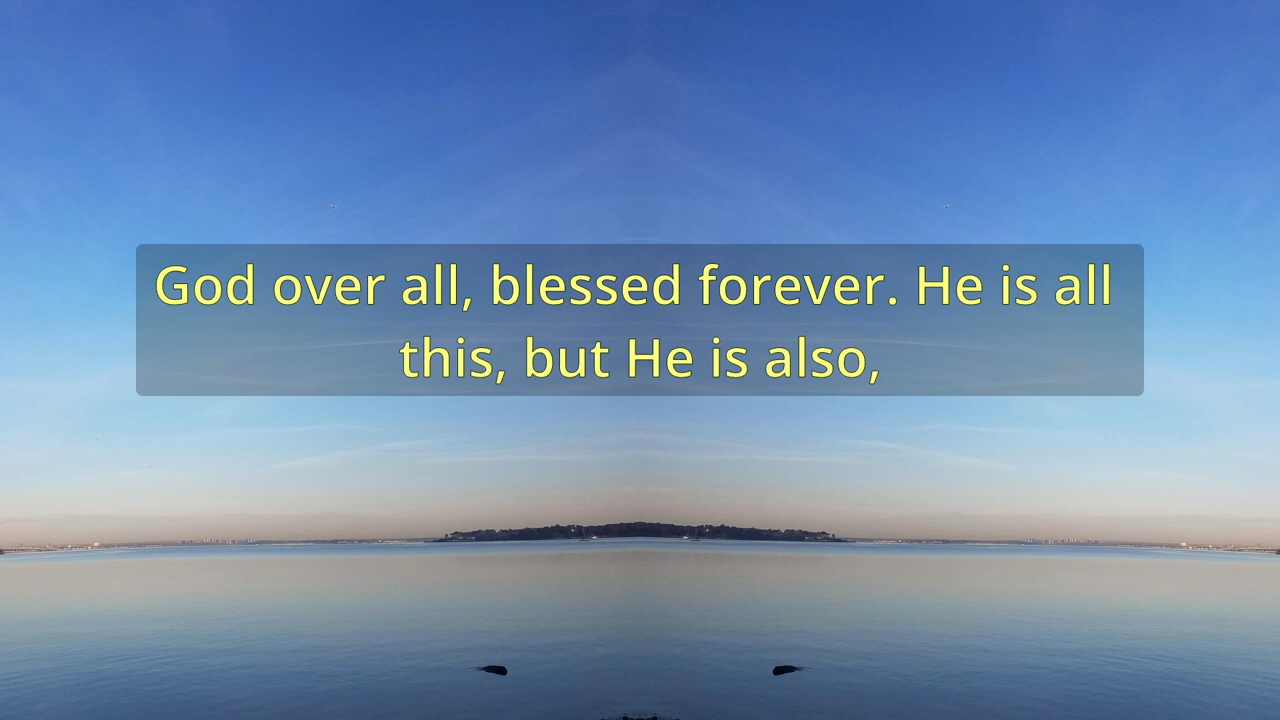 God over all, blessed forever. He is all
this, but He is also,